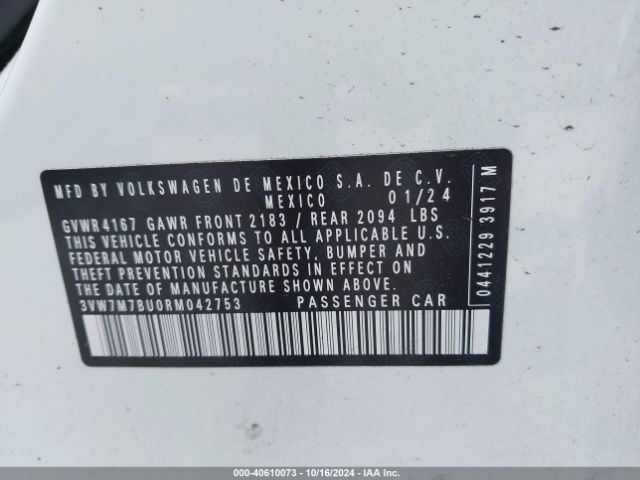 MFD BY VOLKSWAGEN DE MEXICO S.A. DE C.V.
MEXICO 01/24
GVWR4167 GAWR FRONT 2183 / REAR 2094 LBS
THIS VEHICLE CONFORMS TO ALL APPLICABLE U.S.
FEDERAL MOTOR VEHICLE SAFETY, BUMPER AND
THEFT PREVENTION STANDARDS IN EFFECT ON
THE DATE OF MANUFACTURE SHOWN ABOVE.
3VW7M7BU0RM042753 PASSENGER CAR
0441229 3917 M
000-40610073 - 10/16/2024 - IAA Inc.